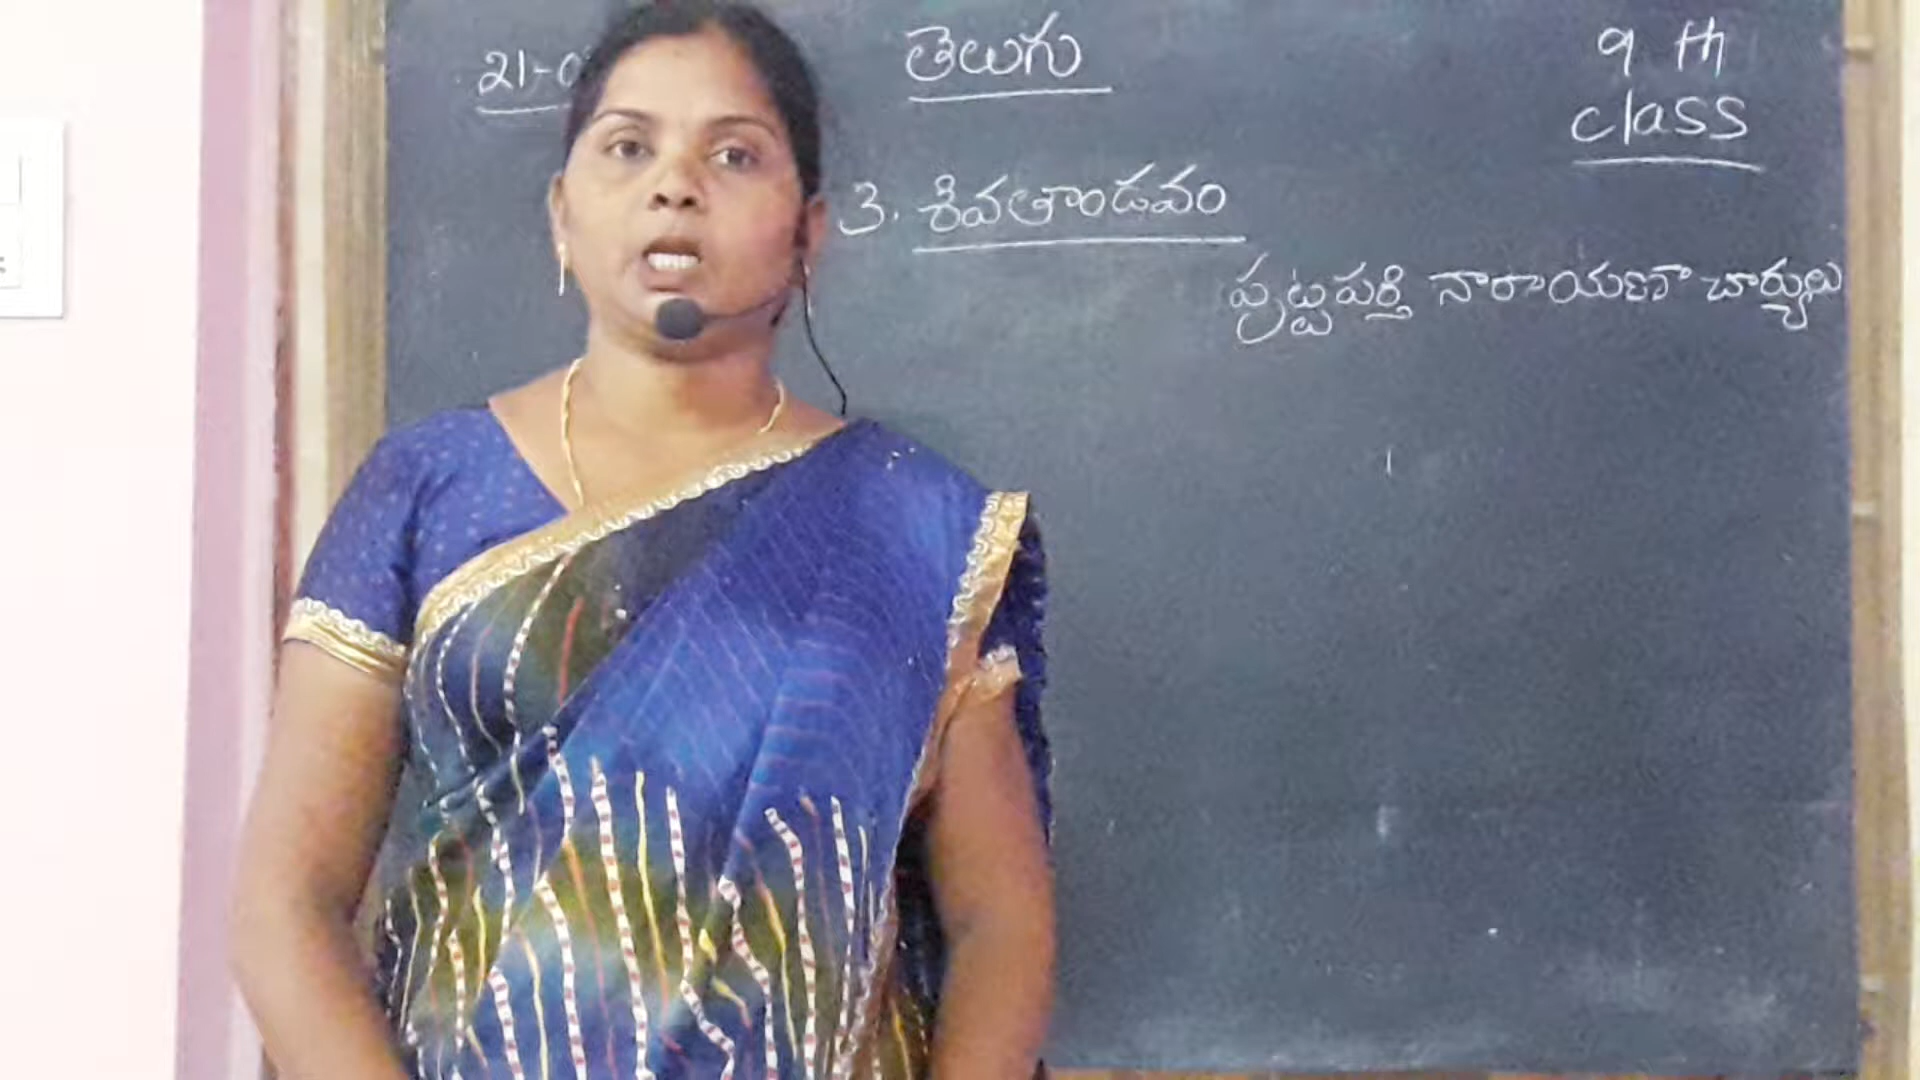 21-0
తెలుగు
9 th
class
3. శివతాండవం
పుట్టపర్తి నారాయణా చార్యులు